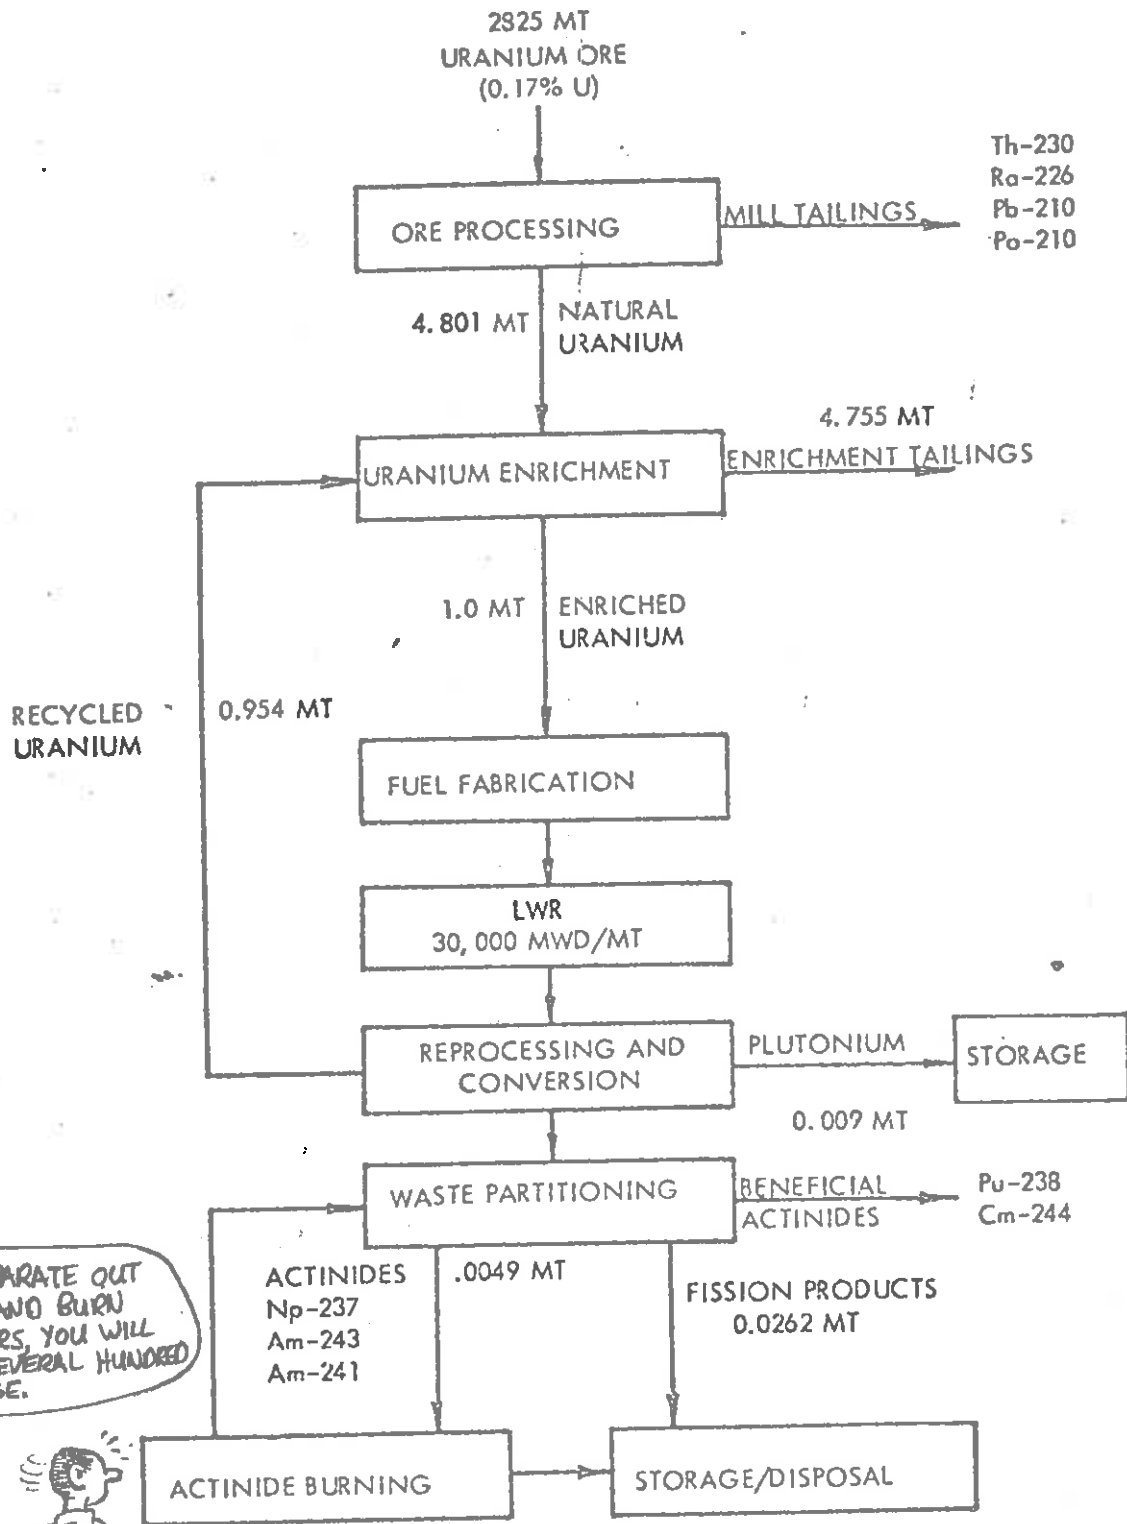 2825 MT
URANIUM ORE
(0.17% U)
Th-230
Ra-226
Pb-210
Po-210
ORE PROCESSING
MILL TAILINGS
4.801 MT
NATURAL
URANIUM
4.755 MT
URANIUM ENRICHMENT
ENRICHMENT TAILINGS
1.0 MT
ENRICHED
URANIUM
RECYCLED
URANIUM
0.954 MT
FUEL FABRICATION
LWR
30,000 MWD/MT
REPROCESSING AND
CONVERSION
PLUTONIUM
STORAGE
0.009 MT
WASTE PARTITIONING
BENEFICIAL
ACTINIDES
Pu-238
Cm-244
ACTINIDES
Np-237
Am-243
Am-241
.0049 MT
FISSION PRODUCTS
0.0262 MT
OUT
AND BURN
YOU WILL
SEVERAL HUNDRED
ACTINIDE BURNING
STORAGE/DISPOSAL